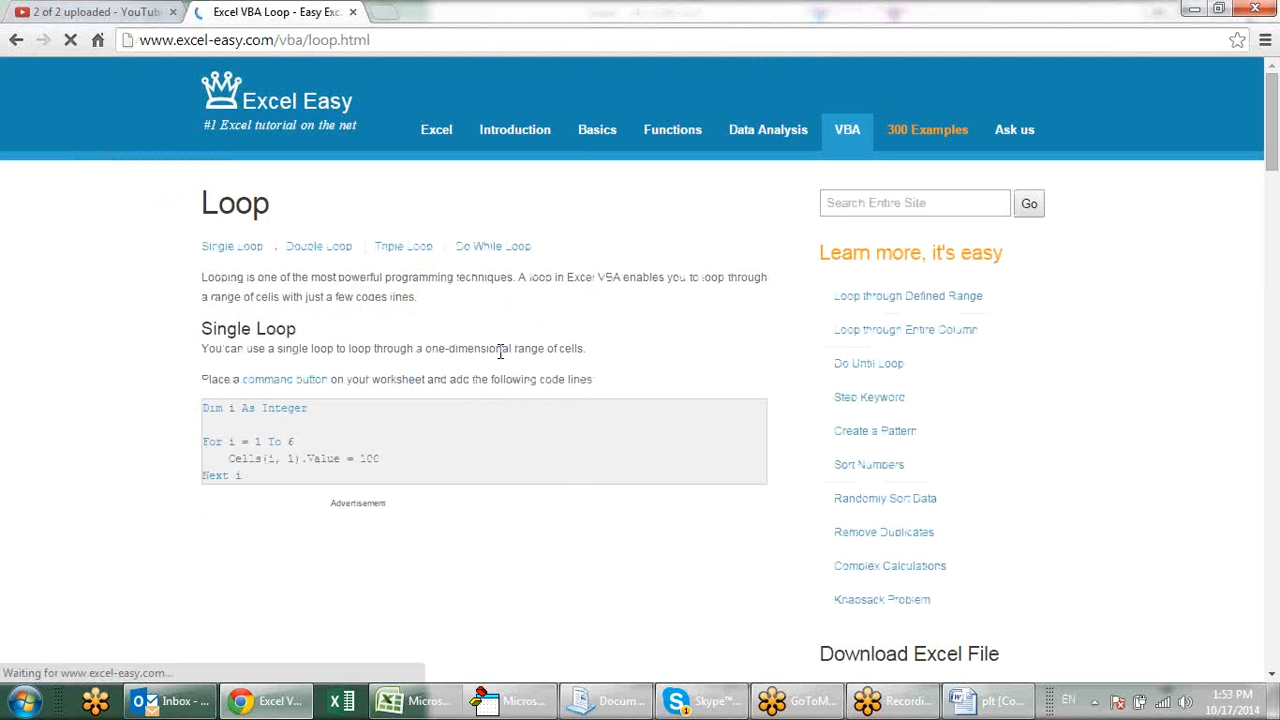 2 of 2 uploaded - YouTub
Excel VBA Loop - Easy Exc
www.excel-easy.com/vba/loop.html
Excel Easy
#1 Excel tutorial on the net
Excel Introduction Basics Functions Data Analysis VBA 300 Examples Ask us
Loop
Search Entire Site Go
Single Loop Double Loop Triple Loop Do While Loop
Learn more, it's easy
Looping is one of the most powerful programming techniques. A loop in Excel VBA enables you to loop through
a range of cells with just a few codes lines.
Single Loop
You can use a single loop to loop through a one-dimensional range of cells.
Place a command button on your worksheet and add the following code lines
Dim i As Integer
For i = 1 To 6
Cells(i, 1).Value = 100
Next i
Advertisement
Loop through Defined Range
Loop through Entire Column
Do Until Loop
Step Keyword
Create a Pattern
Sort Numbers
Randomly Sort Data
Remove Duplicates
Complex Calculations
Knapsack Problem
Download Excel File
Waiting for www.excel-easy.com...
Inbox - ... Excel V... Micros... Micros... Docum... Skype™... GoToM... Recordi... plt [Co... EN
1:53 PM
10/17/2014